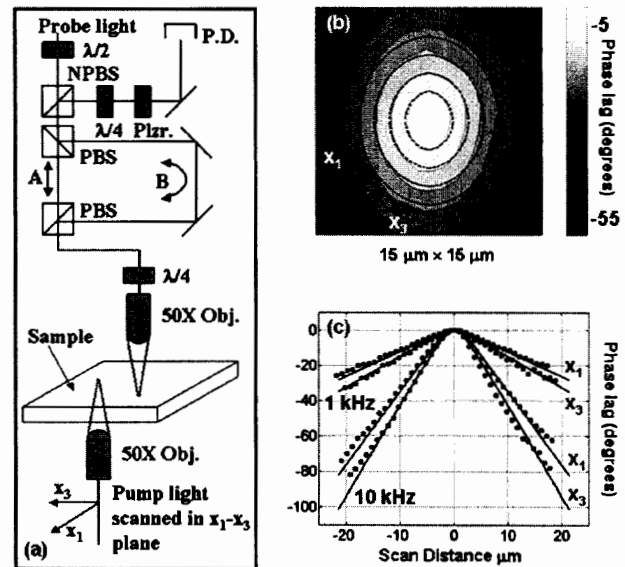 Probe light
λ/2
P.D.
NPBS
λ/4 Plzr.
PBS
A
B
PBS
λ/4
50X Obj.
Sample
50X Obj.
x3
Pump light
scanned in x1-x3
plane
x1
(a)
(b)
X1
X3
15 μm × 15 μm
-5
-55
Phase lag (degrees)
(c)
0
-20
-40
-60
-80
-100
1 kHz
10 kHz
X1
X3
X1
X3
-20 -10 0 10 20
Scan Distance μm
Phase lag (degrees)